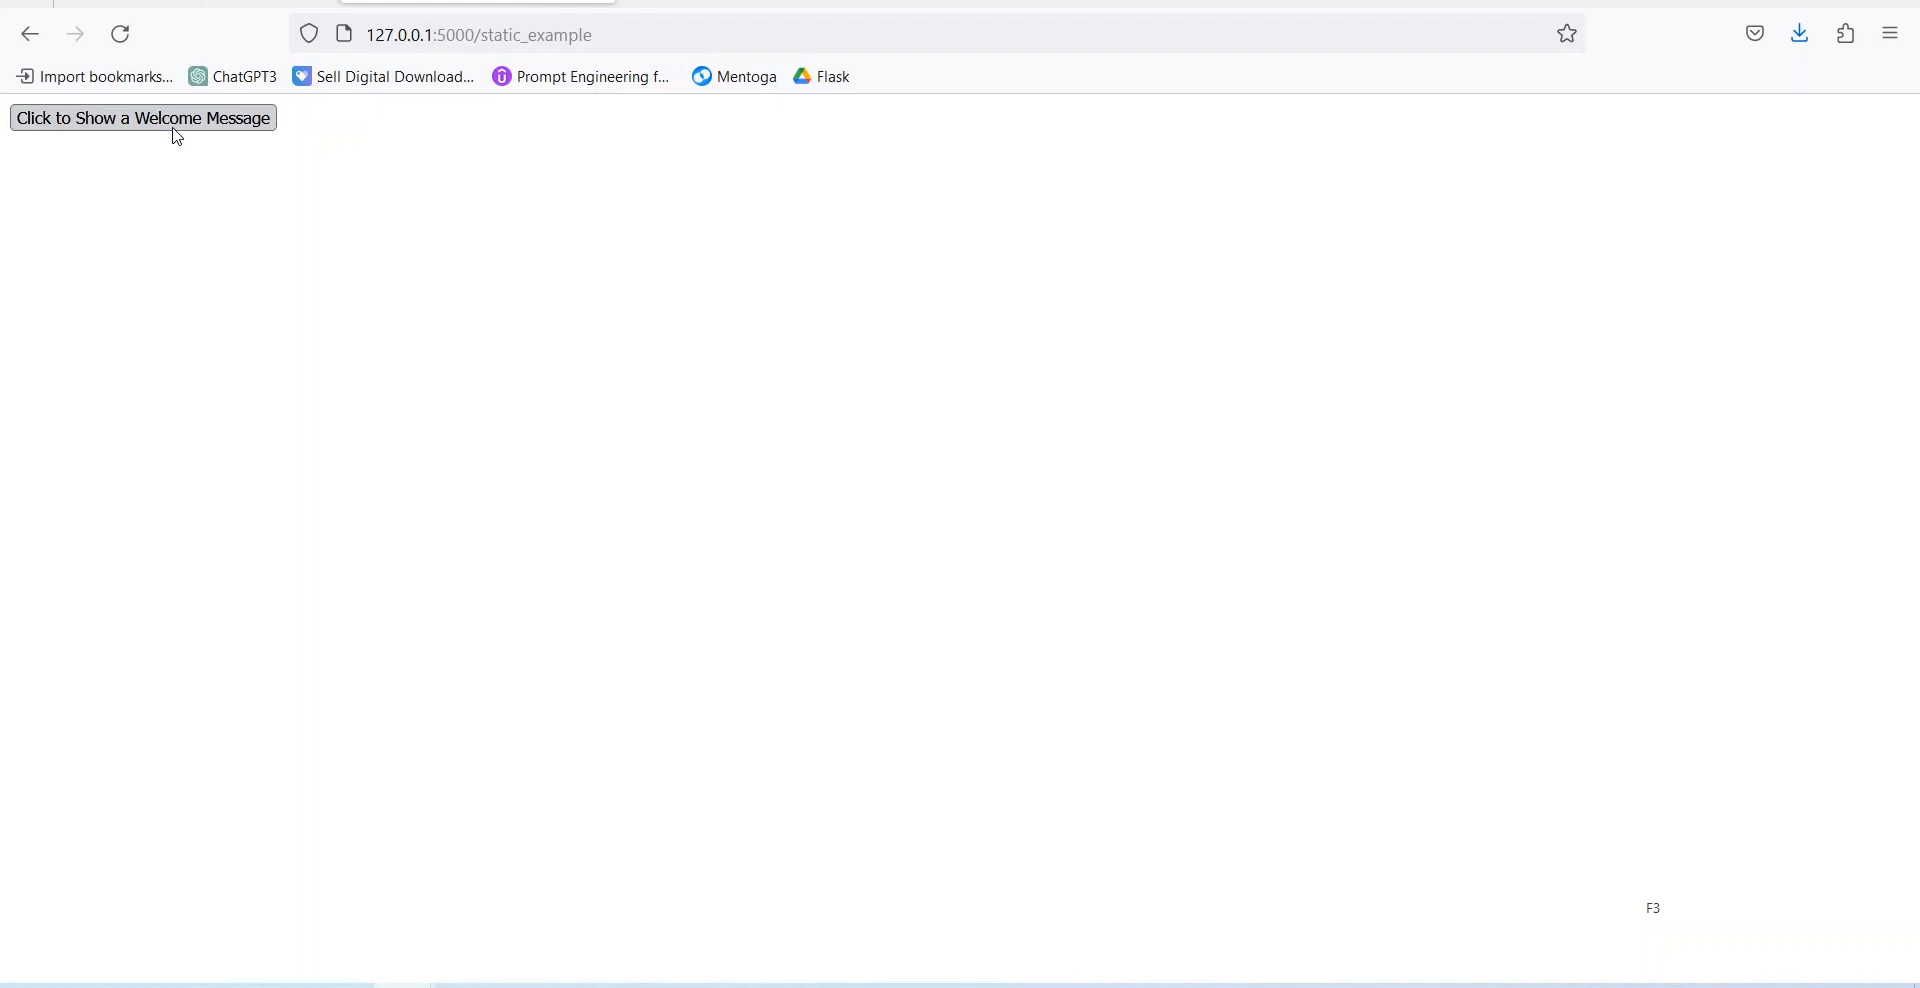 127.0.0.1:5000/static_example
Import bookmarks... ChatGPT3 Sell Digital Download... Prompt Engineering f... Mentoga Flask
Click to Show a Welcome Message
F3